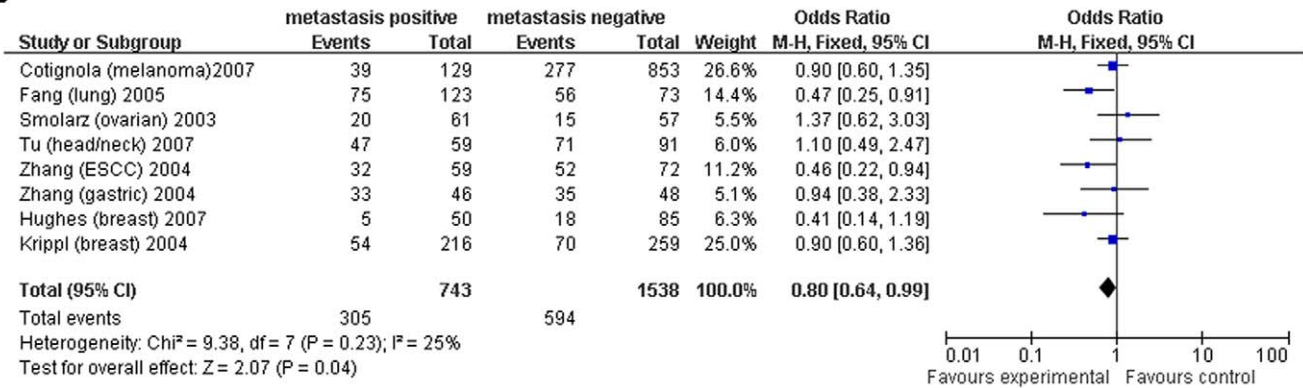 metastasis positive metastasis negative Odds Ratio Odds Ratio
Study or Subgroup Events Total Events Total Weight M-H, Fixed, 95% CI M-H, Fixed, 95% CI
Cotignola (melanoma)2007 39 129 277 853 26.6% 0.90 [0.60, 1.35]
Fang (lung) 2005 75 123 56 73 14.4% 0.47 [0.25, 0.91]
Smolarz (ovarian) 2003 20 61 15 57 5.5% 1.37 [0.62, 3.03]
Tu (head/neck) 2007 47 59 71 91 6.0% 1.10 [0.49, 2.47]
Zhang (ESCC) 2004 32 59 52 72 11.2% 0.46 [0.22, 0.94]
Zhang (gastric) 2004 33 46 35 48 5.1% 0.94 [0.38, 2.33]
Hughes (breast) 2007 5 50 18 85 6.3% 0.41 [0.14, 1.19]
Krippl (breast) 2004 54 216 70 259 25.0% 0.90 [0.60, 1.36]
Total (95% CI) 743 1538 100.0% 0.80 [0.64, 0.99]
Total events 305 594
Heterogeneity: Chi² = 9.38, df = 7 (P = 0.23); I² = 25%
Test for overall effect: Z = 2.07 (P = 0.04)
0.01 0.1 1 10 100
Favours experimental Favours control